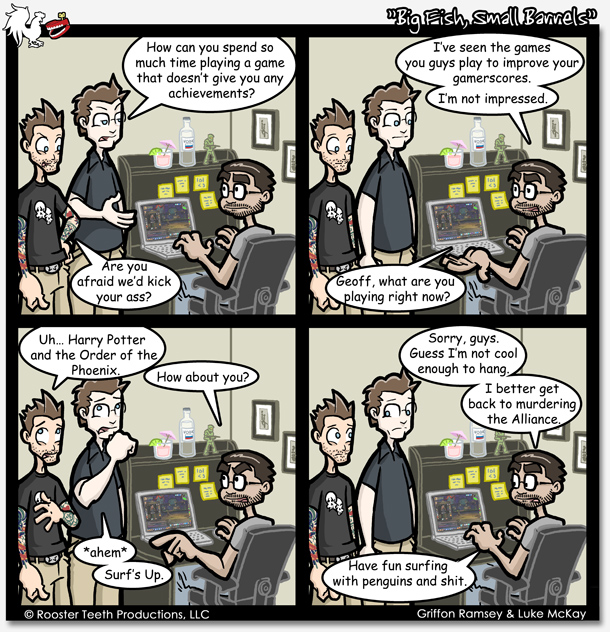 "Big Fish, Small Barrels"
How can you spend so
much time playing a game
that doesn't give you any
achievements?
Are you
afraid we'd kick
your ass?
I've seen the games
you guys play to improve your
gamerscores.
I'm not impressed.
Geoff, what are you
playing right now?
Uh... Harry Potter
and the Order of the
Phoenix.
How about you?
*ahem*
Surf's Up.
Sorry, guys.
Guess I'm not cool
enough to hang.
I better get
back to murdering
the Alliance.
Have fun surfing
with penguins and shit.
© Rooster Teeth Productions, LLC
Griffon Ramsey & Luke McKay